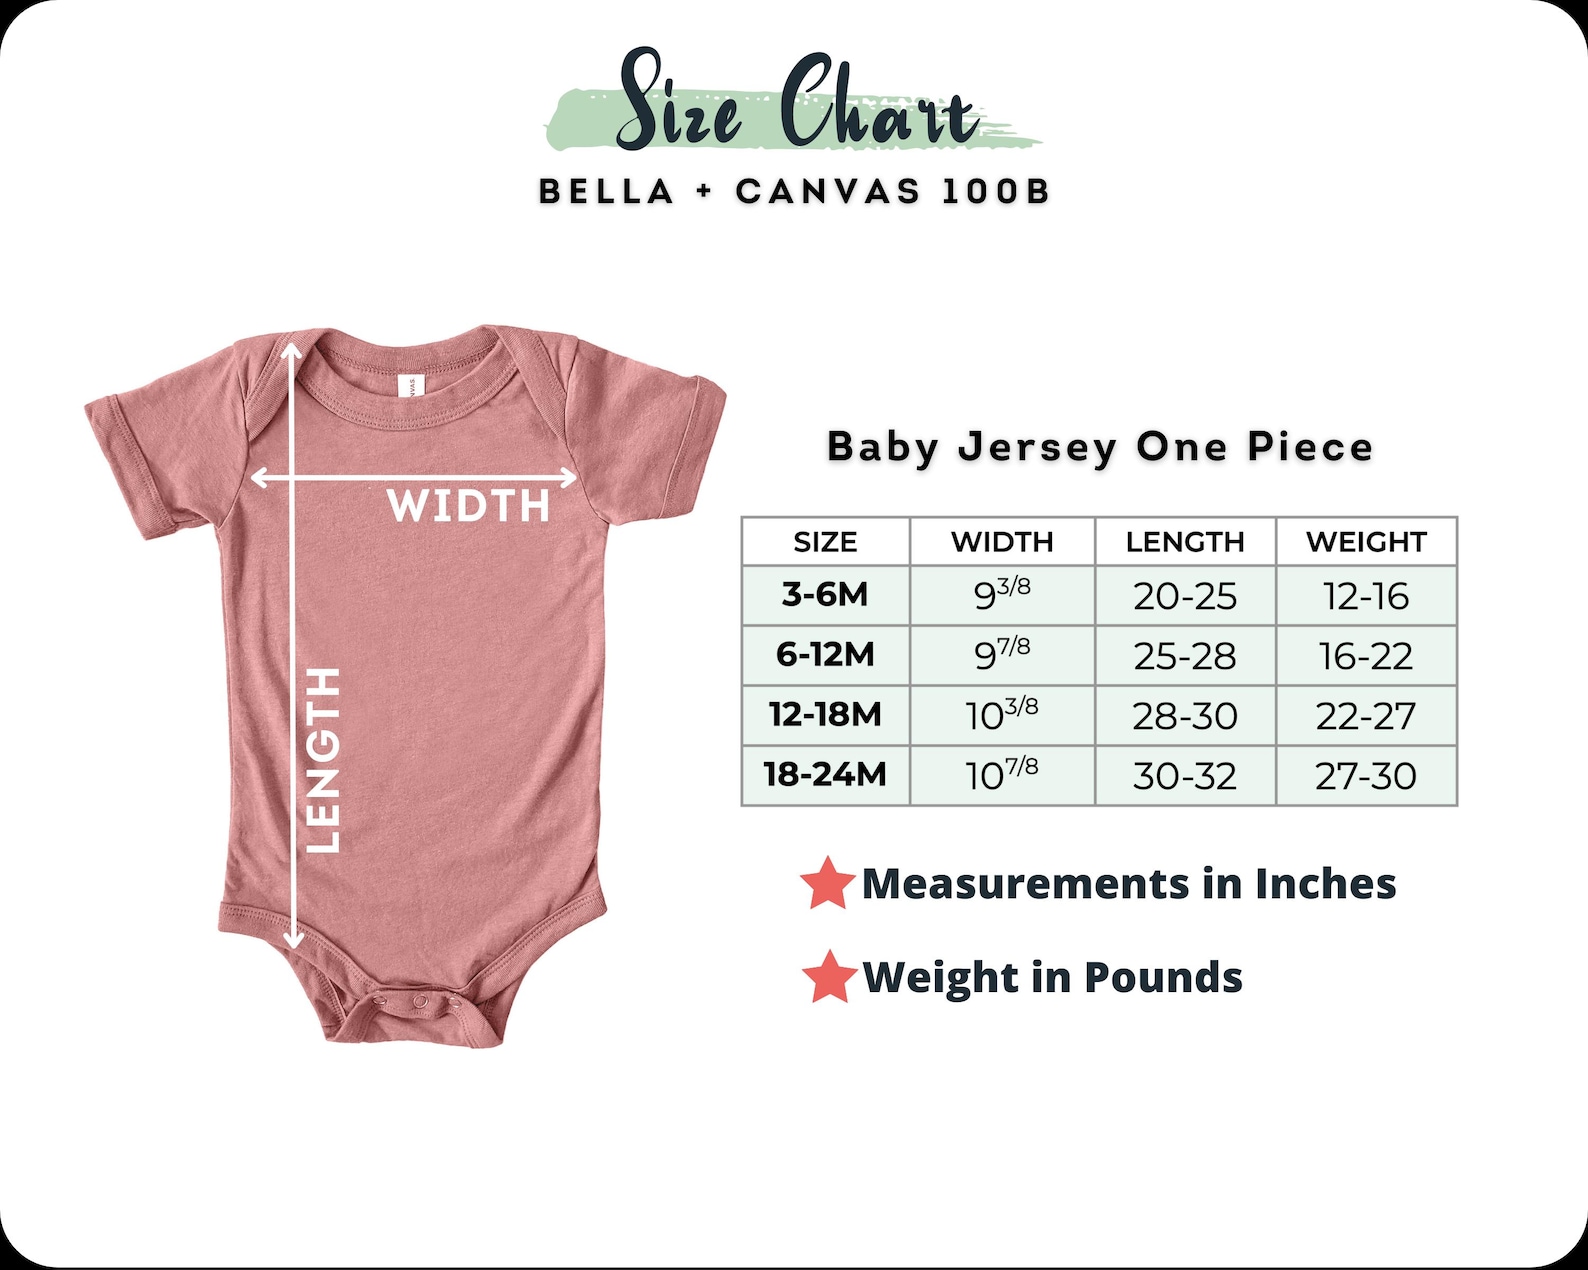 Size Chart
BELLA + CANVAS 100B
NVAS.
WIDTH
LENGTH
Baby Jersey One Piece
SIZE WIDTH LENGTH WEIGHT
3-6M 9 3/8 20-25 12-16
6-12M 9 7/8 25-28 16-22
12-18M 10 3/8 28-30 22-27
18-24M 10 7/8 30-32 27-30
Measurements in Inches
Weight in Pounds